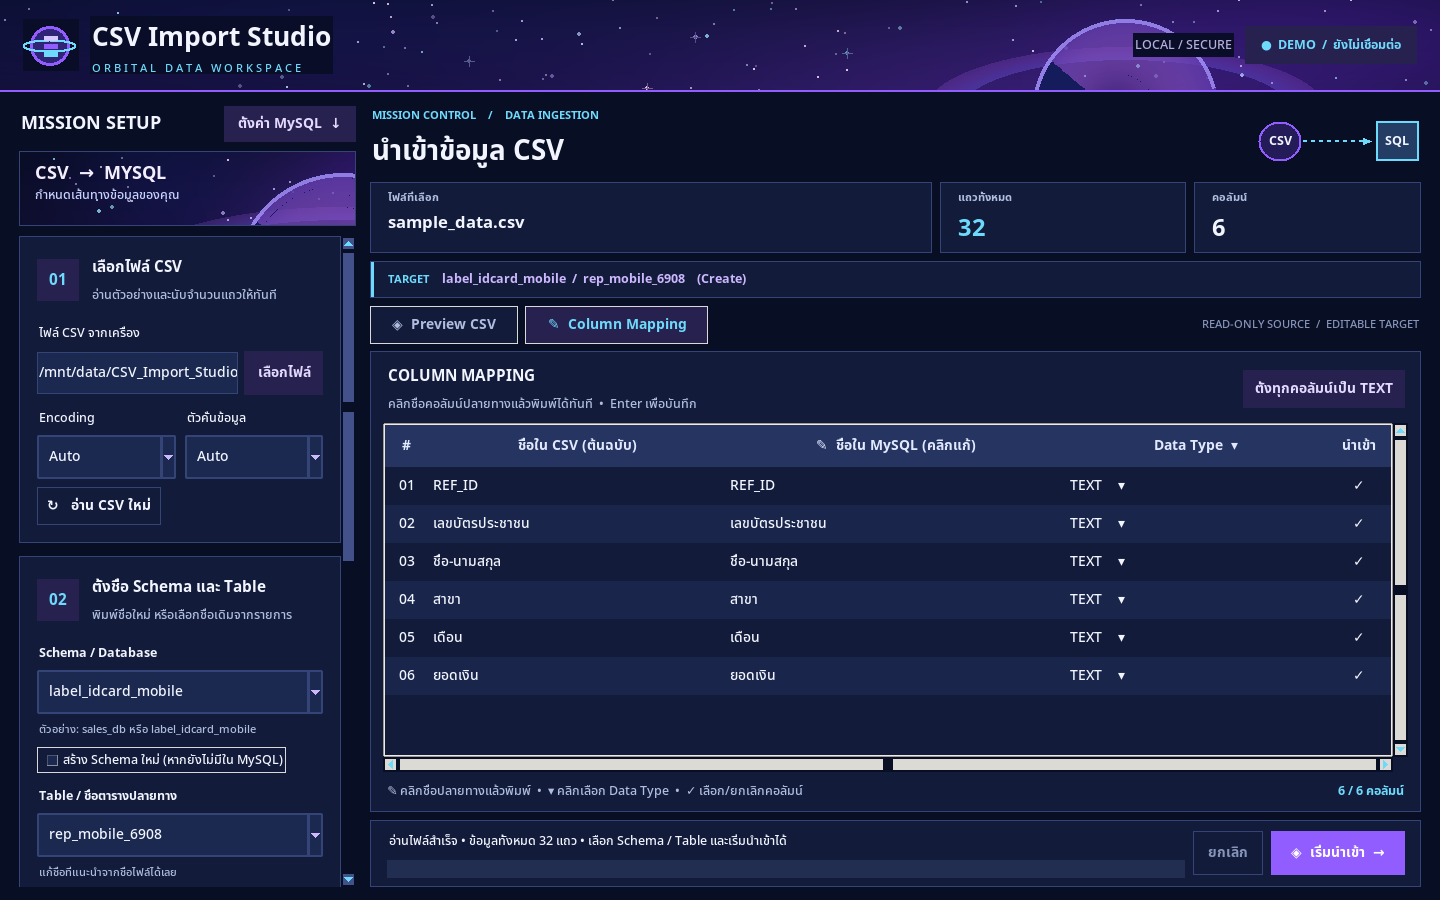 CSV Import Studio
ORBITAL DATA WORKSPACE
LOCAL / SECURE
● DEMO / ยังไม่เชื่อมต่อ
MISSION SETUP
ตั้งค่า MySQL ↓
CSV → MYSQL
กำหนดเส้นทางข้อมูลของคุณ
01
เลือกไฟล์ CSV
อ่านตัวอย่างและนับจำนวนแถวให้ทันที
ไฟล์ CSV จากเครื่อง
/mnt/data/CSV_Import_Studio
เลือกไฟล์
Encoding
ตัวคั่นข้อมูล
Auto
Auto
↻ อ่าน CSV ใหม่
02
ตั้งชื่อ Schema และ Table
พิมพ์ชื่อใหม่ หรือเลือกชื่อเดิมจากรายการ
Schema / Database
label_idcard_mobile
ตัวอย่าง: sales_db หรือ label_idcard_mobile
สร้าง Schema ใหม่ (หากยังไม่มีใน MySQL)
Table / ชื่อตารางปลายทาง
rep_mobile_6908
แก้ชื่อที่แนะนำจากชื่อไฟล์ได้เลย
MISSION CONTROL / DATA INGESTION
นำเข้าข้อมูล CSV
CSV
SQL
ไฟล์ที่เลือก
sample_data.csv
แถวทั้งหมด
32
คอลัมน์
6
TARGET label_idcard_mobile / rep_mobile_6908 (Create)
◈ Preview CSV
✎ Column Mapping
READ-ONLY SOURCE / EDITABLE TARGET
COLUMN MAPPING
คลิกชื่อคอลัมน์ปลายทางแล้วพิมพ์ได้ทันที • Enter เพื่อบันทึก
ตั้งทุกคอลัมน์เป็น TEXT
# ชื่อใน CSV (ต้นฉบับ) ✎ ชื่อใน MySQL (คลิกแก้) Data Type ▾ นำเข้า
01 REF_ID REF_ID TEXT ▾ ✓
02 เลขบัตรประชาชน เลขบัตรประชาชน TEXT ▾ ✓
03 ชื่อ-นามสกุล ชื่อ-นามสกุล TEXT ▾ ✓
04 สาขา สาขา TEXT ▾ ✓
05 เดือน เดือน TEXT ▾ ✓
06 ยอดเงิน ยอดเงิน TEXT ▾ ✓
✎ คลิกชื่อปลายทางแล้วพิมพ์ • ▾ คลิกเลือก Data Type • ✓ เลือก/ยกเลิกคอลัมน์
6 / 6 คอลัมน์
อ่านไฟล์สำเร็จ • ข้อมูลทั้งหมด 32 แถว • เลือก Schema / Table และเริ่มนำเข้าได้
ยกเลิก
◈ เริ่มนำเข้า →